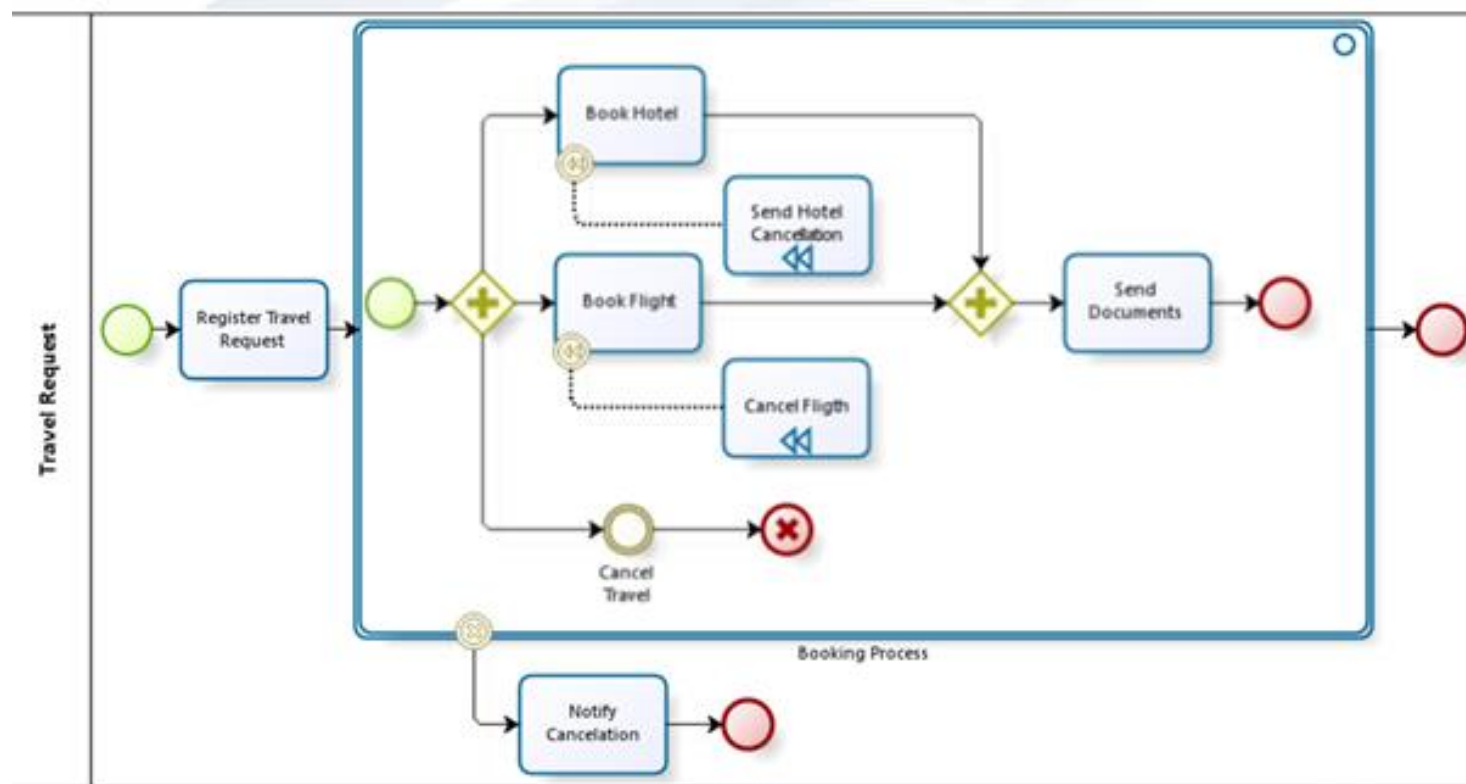 Travel Request
Register Travel
Request
Book Hotel
Send Hotel
Cancelation
Book Flight
Cancel Fligth
Send
Documents
Cancel
Travel
Booking Process
Notify
Cancelation